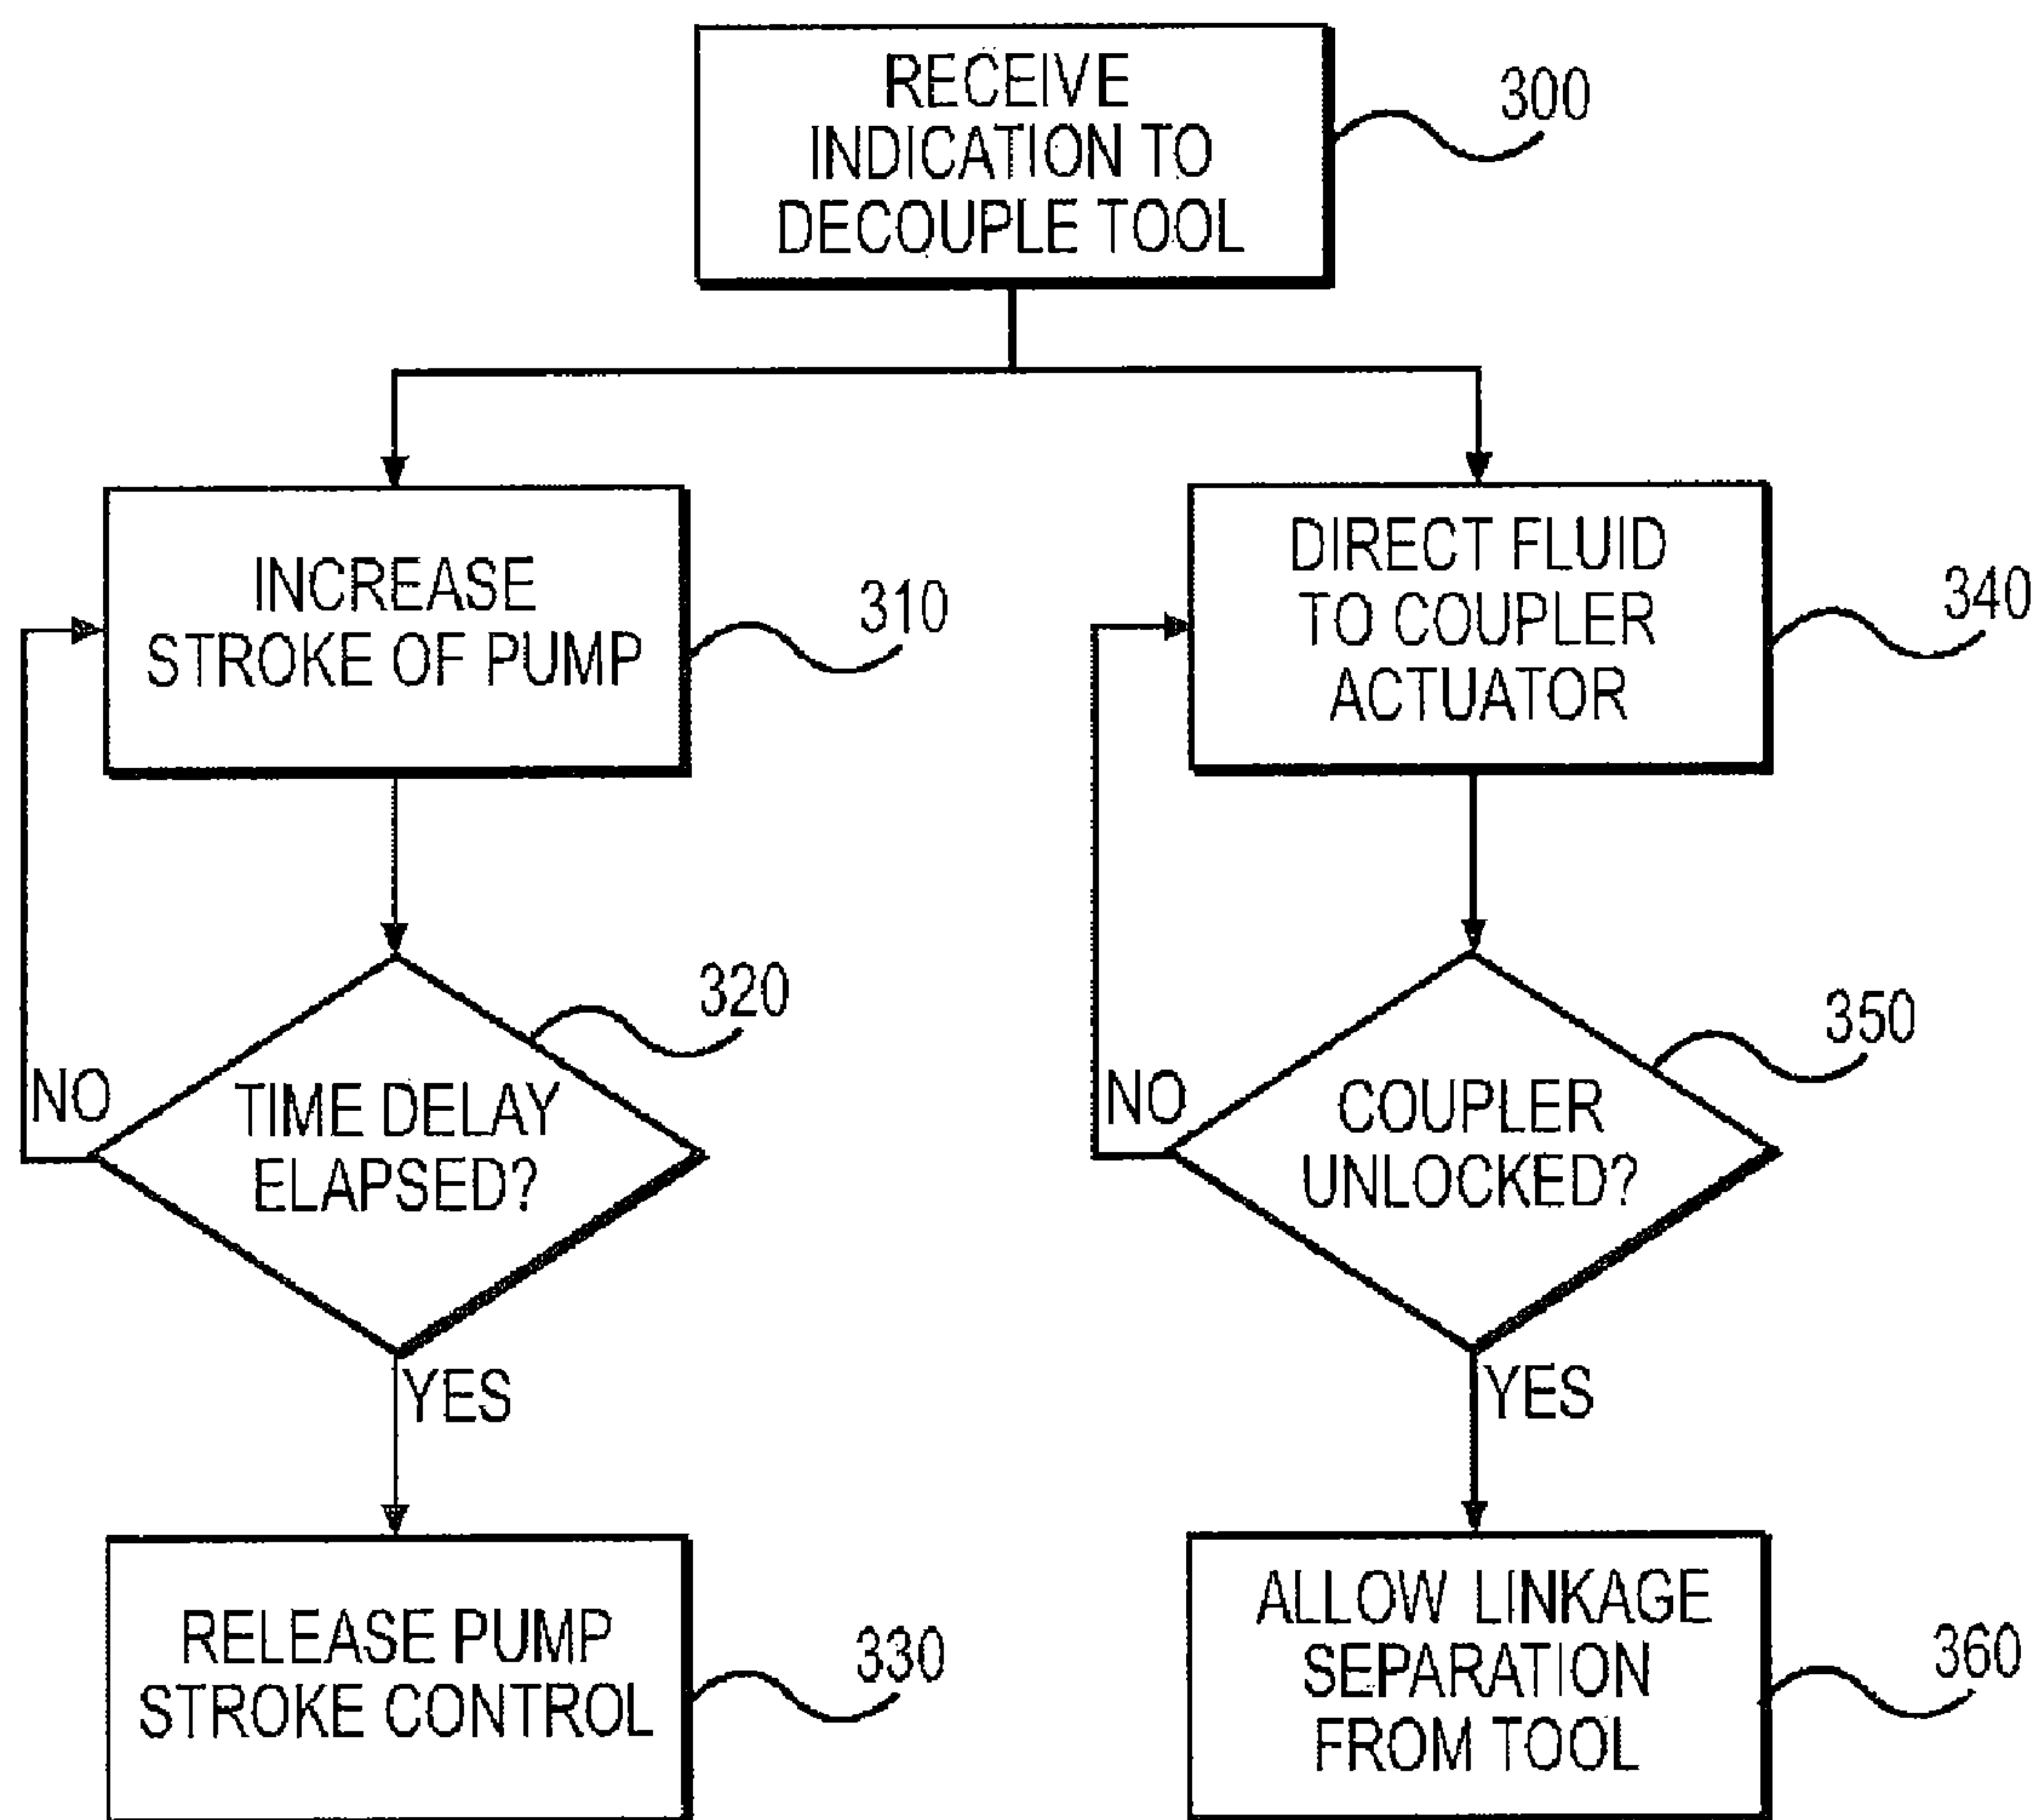 RECEIVE
INDICATION TO
DECOUPLE TOOL
300
INCREASE
STROKE OF PUMP
310
DIRECT FLUID
TO COUPLER
ACTUATOR
340
TIME DELAY
ELAPSED?
320
NO
YES
COUPLER
UNLOCKED?
350
NO
YES
RELEASE PUMP
STROKE CONTROL
330
ALLOW LINKAGE
SEPARATION
FROM TOOL
360